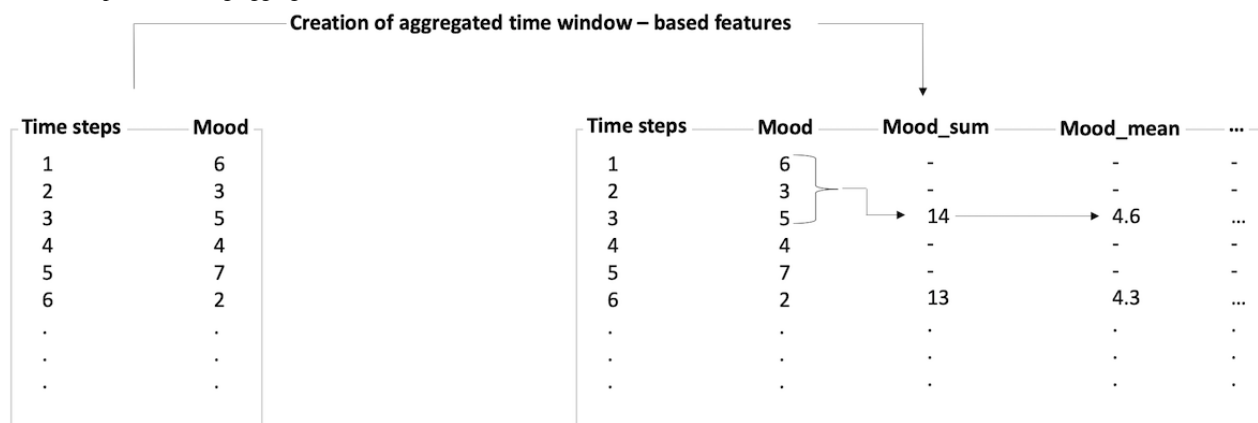 Creation of aggregated time window – based features
Time steps Mood
1 6
2 3
3 5
4 4
5 7
6 2
. .
. .
. .
Time steps Mood Mood_sum Mood_mean ...
1 6 - - -
2 3 - - -
3 5 14 4.6 ...
4 4 - - -
5 7 - - -
6 2 13 4.3 ...
. . . . .
. . . . .
. . . . .